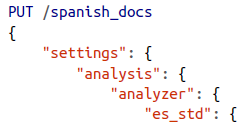 PUT /spanish_docs
{
    "settings": {
        "analysis": {
            "analyzer": {
                "es_std": {